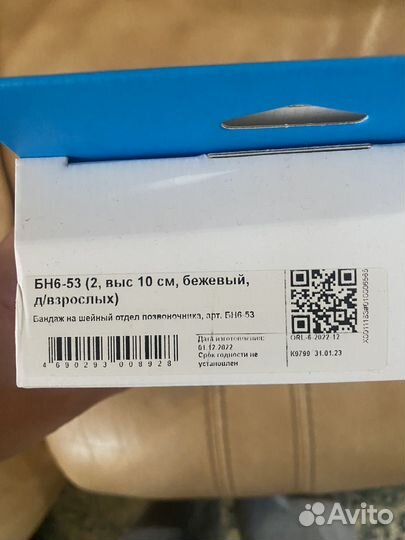 БН6-53 (2, выс 10 см, бежевый,
д/взрослых)
Бандаж на шейный отдел позвоночника, арт. БН6-53
4 690293 008928
Дата изготовления:
01.12.2022
Срок годности не
установлен
ORL-6-2022-12
K9799 31.01.23
Avito